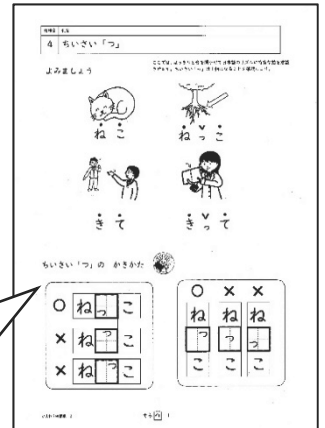 4 ちいさい「つ」
よみましょう
ねこ
ねっこ
きて
きって
ちいさい「つ」の かきかた
○ ねっこ
× ねっこ
× ねっこ
○ × ×
ねっこ
ねっこ
ねっこ